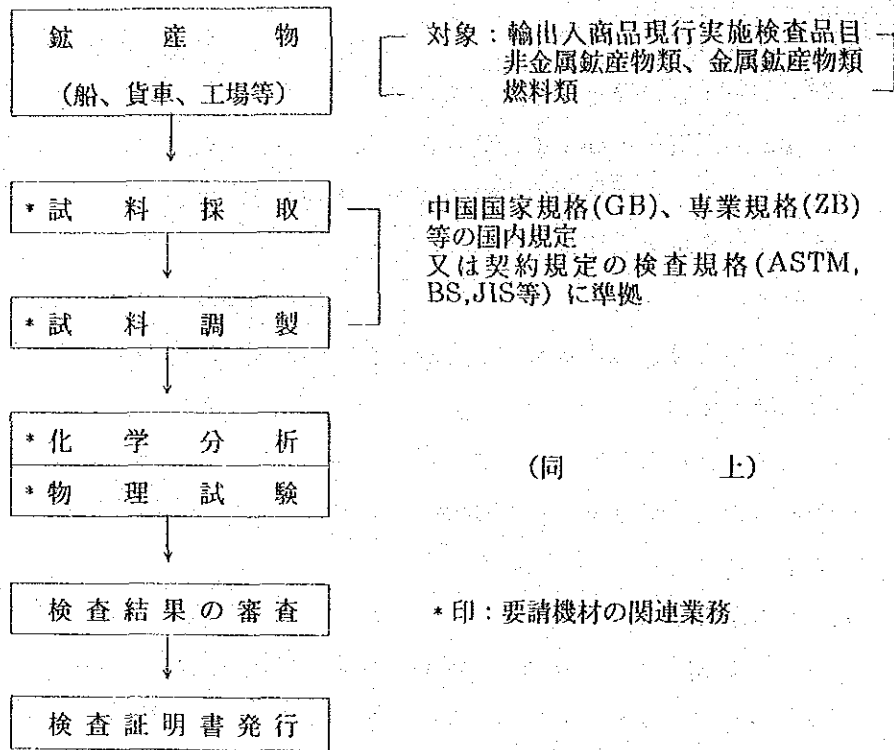 鉱産物
(船、貨車、工場等)
対象：輸出入商品現行実施検査品目
非金属鉱産物類、金属鉱産物類
燃料類
*試料採取
*試料調製
中国国家規格(GB)、専業規格(ZB)
等の国内規定
又は契約規定の検査規格(ASTM,
BS,JIS等)に準拠
*化学分析
*物理試験
(同上)
検査結果の審査
*印：要請機材の関連業務
検査証明書発行